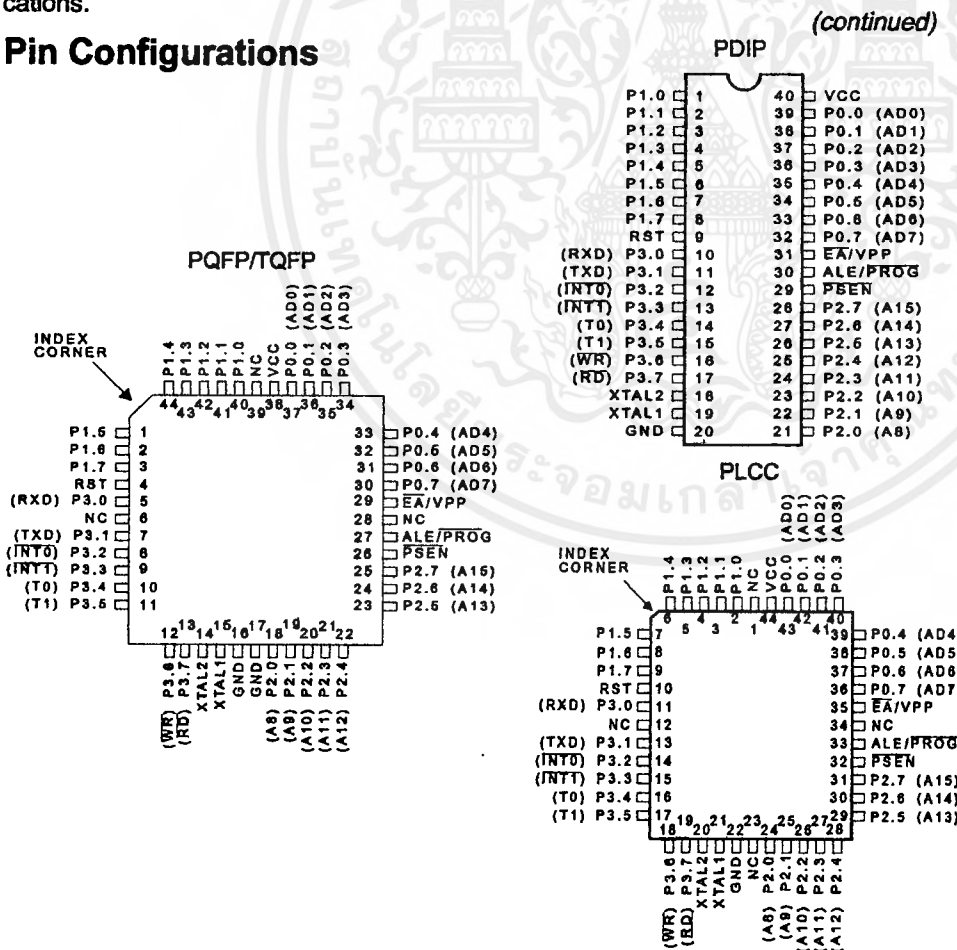 cations.
(continued)
Pin Configurations
PDIP
P1.0 1 40 VCC
P1.1 2 39 P0.0 (AD0)
P1.2 3 38 P0.1 (AD1)
P1.3 4 37 P0.2 (AD2)
P1.4 5 36 P0.3 (AD3)
P1.5 6 35 P0.4 (AD4)
P1.6 7 34 P0.5 (AD5)
P1.7 8 33 P0.6 (AD6)
RST 9 32 P0.7 (AD7)
(RXD) P3.0 10 31 EA/VPP
(TXD) P3.1 11 30 ALE/PROG
(INT0) P3.2 12 29 PSEN
(INT1) P3.3 13 28 P2.7 (A15)
(T0) P3.4 14 27 P2.6 (A14)
(T1) P3.5 15 26 P2.5 (A13)
(WR) P3.6 16 25 P2.4 (A12)
(RD) P3.7 17 24 P2.3 (A11)
XTAL2 18 23 P2.2 (A10)
XTAL1 19 22 P2.1 (A9)
GND 20 21 P2.0 (A8)
PQFP/TQFP
INDEX
CORNER
P1.4 P1.3 P1.2 P1.1 P1.0 NC VCC P0.0 (AD0) P0.1 (AD1) P0.2 (AD2) P0.3 (AD3)
44 43 42 41 40 39 38 37 36 35 34
P1.5 1 33 P0.4 (AD4)
P1.6 2 32 P0.5 (AD5)
P1.7 3 31 P0.6 (AD6)
RST 4 30 P0.7 (AD7)
(RXD) P3.0 5 29 EA/VPP
NC 6 28 NC
(TXD) P3.1 7 27 ALE/PROG
(INT0) P3.2 8 26 PSEN
(INT1) P3.3 9 25 P2.7 (A15)
(T0) P3.4 10 24 P2.6 (A14)
(T1) P3.5 11 23 P2.5 (A13)
12 13 14 15 16 17 18 19 20 21 22
(WR) P3.6 (RD) P3.7 XTAL2 XTAL1 GND GND (A8) P2.0 (A9) P2.1 (A10) P2.2 (A11) P2.3 (A12) P2.4
PLCC
INDEX
CORNER
P1.4 P1.3 P1.2 P1.1 P1.0 NC VCC P0.0 (AD0) P0.1 (AD1) P0.2 (AD2) P0.3 (AD3)
6 5 4 3 2 1 44 43 42 41 40
P1.5 7 39 P0.4 (AD4
P1.6 8 38 P0.5 (AD5
P1.7 9 37 P0.6 (AD6
RST 10 36 P0.7 (AD7
(RXD) P3.0 11 35 EA/VPP
NC 12 34 NC
(TXD) P3.1 13 33 ALE/PROG
(INT0) P3.2 14 32 PSEN
(INT1) P3.3 15 31 P2.7 (A15)
(T0) P3.4 16 30 P2.6 (A14)
(T1) P3.5 17 29 P2.5 (A13)
18 19 20 21 22 23 24 25 26 27 28
(WR) P3.6 (RD) P3.7 XTAL2 XTAL1 GND NC (A8) P2.0 (A9) P2.1 (A10) P2.2 (A11) P2.3 (A12) P2.4